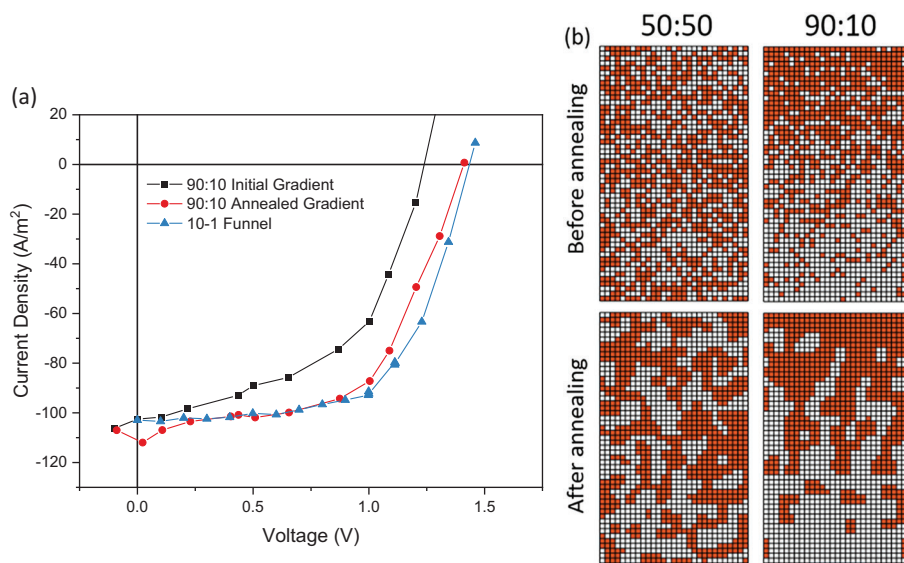 (a)
20
0
-20
-40
-60
-80
-100
-120
Current Density (A/m²)
90:10 Initial Gradient
90:10 Annealed Gradient
10-1 Funnel
0.0 0.5 1.0 1.5
Voltage (V)
(b)
50:50 90:10
Before annealing
After annealing